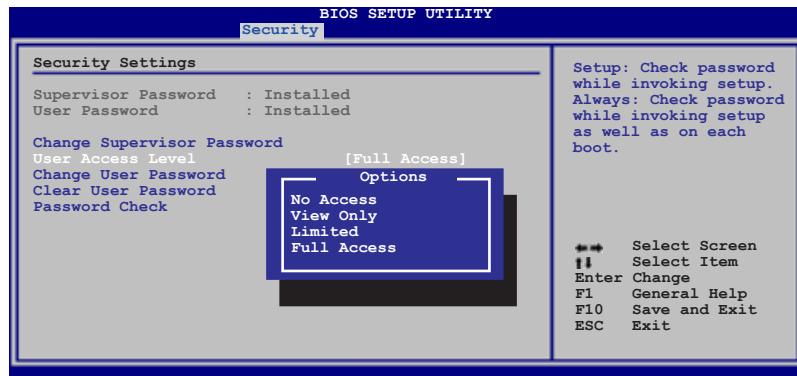 BIOS SETUP UTILITY
Security
Security Settings
Supervisor Password : Installed
User Password : Installed
Change Supervisor Password
User Access Level [Full Access]
Change User Password
Clear User Password
Password Check
Options
No Access
View Only
Limited
Full Access
Setup: Check password
while invoking setup.
Always: Check password
while invoking setup
as well as on each
boot.
Select Screen
Select Item
Enter Change
F1 General Help
F10 Save and Exit
ESC Exit